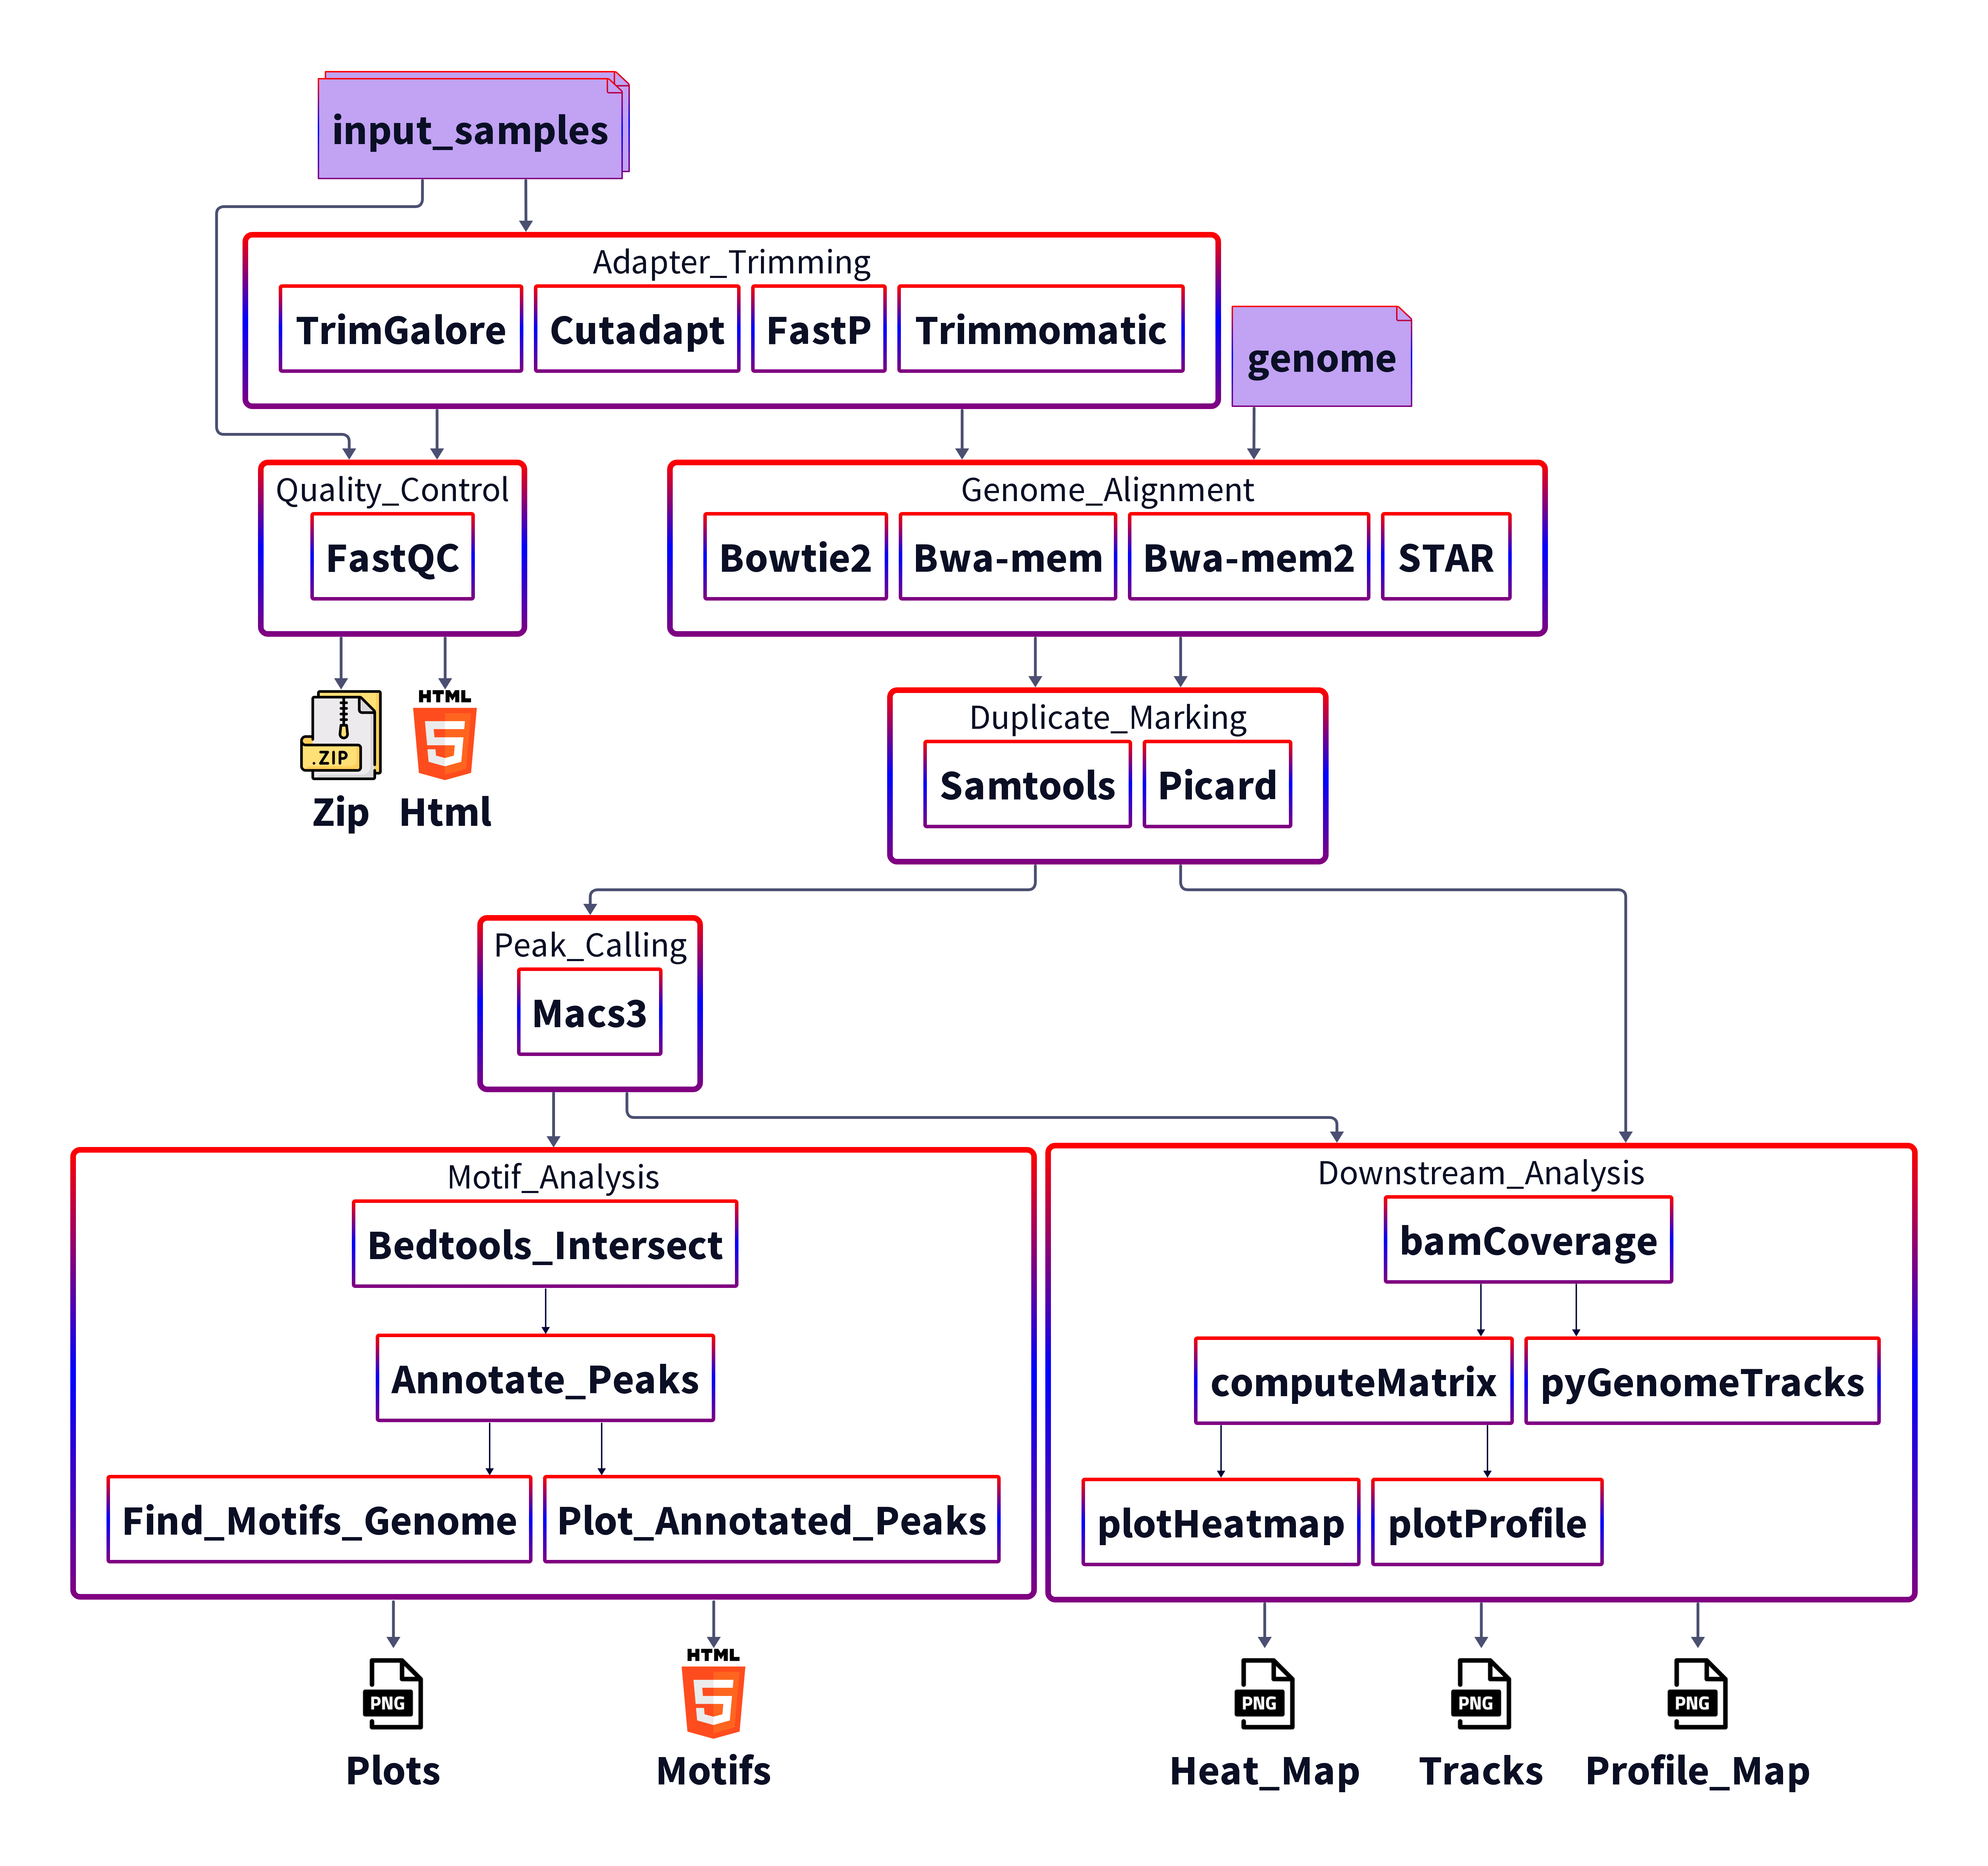 input_samples
Adapter_Trimming
TrimGalore
Cutadapt
FastP
Trimmomatic
genome
Quality_Control
FastQC
Genome_Alignment
Bowtie2
Bwa-mem
Bwa-mem2
STAR
HTML
.ZIP
Zip
Html
Duplicate_Marking
Samtools
Picard
Peak_Calling
Macs3
Motif_Analysis
Bedtools_Intersect
Annotate_Peaks
Find_Motifs_Genome
Plot_Annotated_Peaks
Downstream_Analysis
bamCoverage
computeMatrix
pyGenomeTracks
plotHeatmap
plotProfile
PNG
Plots
HTML
Motifs
PNG
Heat_Map
PNG
Tracks
PNG
Profile_Map